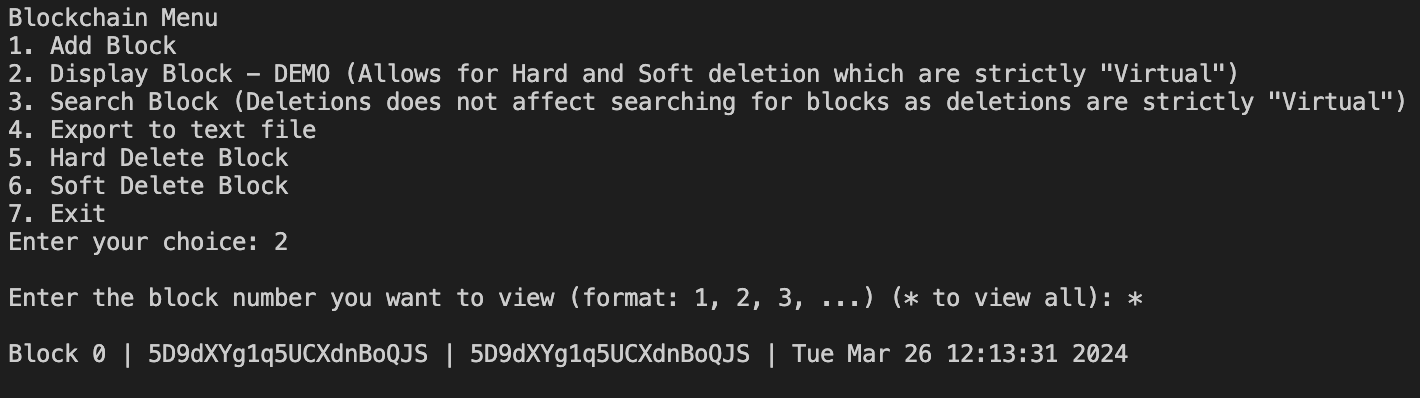 Blockchain Menu
1. Add Block
2. Display Block - DEMO (Allows for Hard and Soft deletion which are strictly "Virtual")
3. Search Block (Deletions does not affect searching for blocks as deletions are strictly "Virtual")
4. Export to text file
5. Hard Delete Block
6. Soft Delete Block
7. Exit
Enter your choice: 2
Enter the block number you want to view (format: 1, 2, 3, ...) (* to view all): *
Block 0 | 5D9dXYg1q5UCXdnBoQJS | 5D9dXYg1q5UCXdnBoQJS | Tue Mar 26 12:13:31 2024